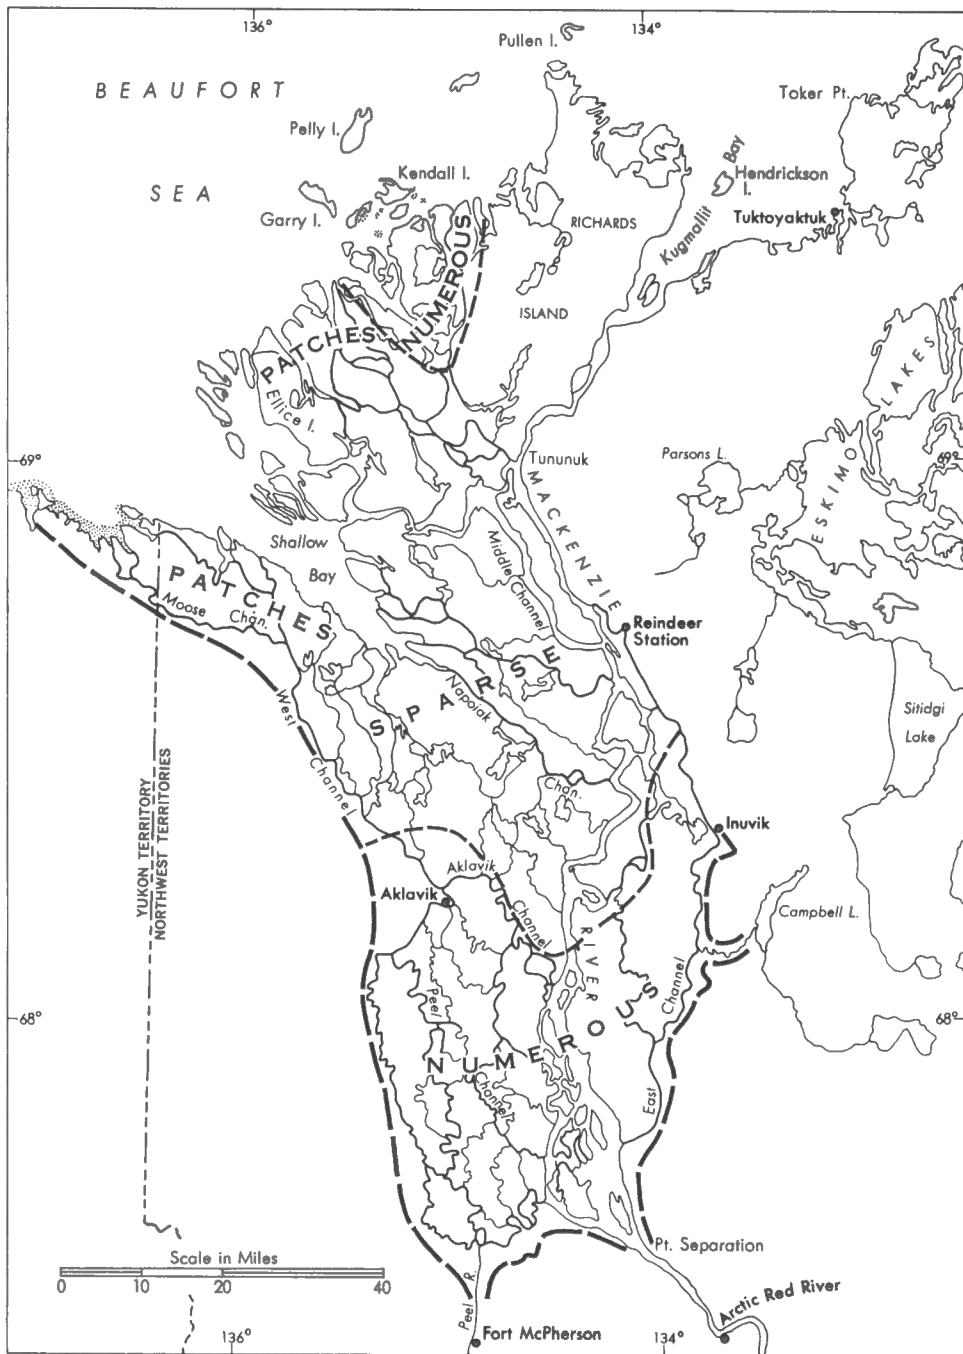 136°
134°
Pullen I.
BEAUFORT
Toker Pt.
Pelly I.
SEA
Kendall I.
Kugmallit Bay
Hendrickson
I.
Garry I.
RICHARDS
Tuktoyaktuk
NUMEROUS
ISLAND
PATCHES
Ellice I.
ESKIMO LAKES
69°
Tununuk
Parsons L.
69°
MACKENZIE
Shallow
Bay
Middle Channel
PATCHES
Moose Chan.
Reindeer
Station
SPARSE
Napoiak
Chan.
West
Channel
Sitidgi
Lake
YUKON TERRITORY
NORTHWEST TERRITORIES
Inuvik
Aklavik
Channel
Aklavik
Campbell L.
RIVER
Channel
68°
Peel
NUMEROUS
68°
Channel
East
Pt. Separation
Scale in Miles
0 10 20 40
Peel R.
Arctic Red River
Fort McPherson
136°
134°